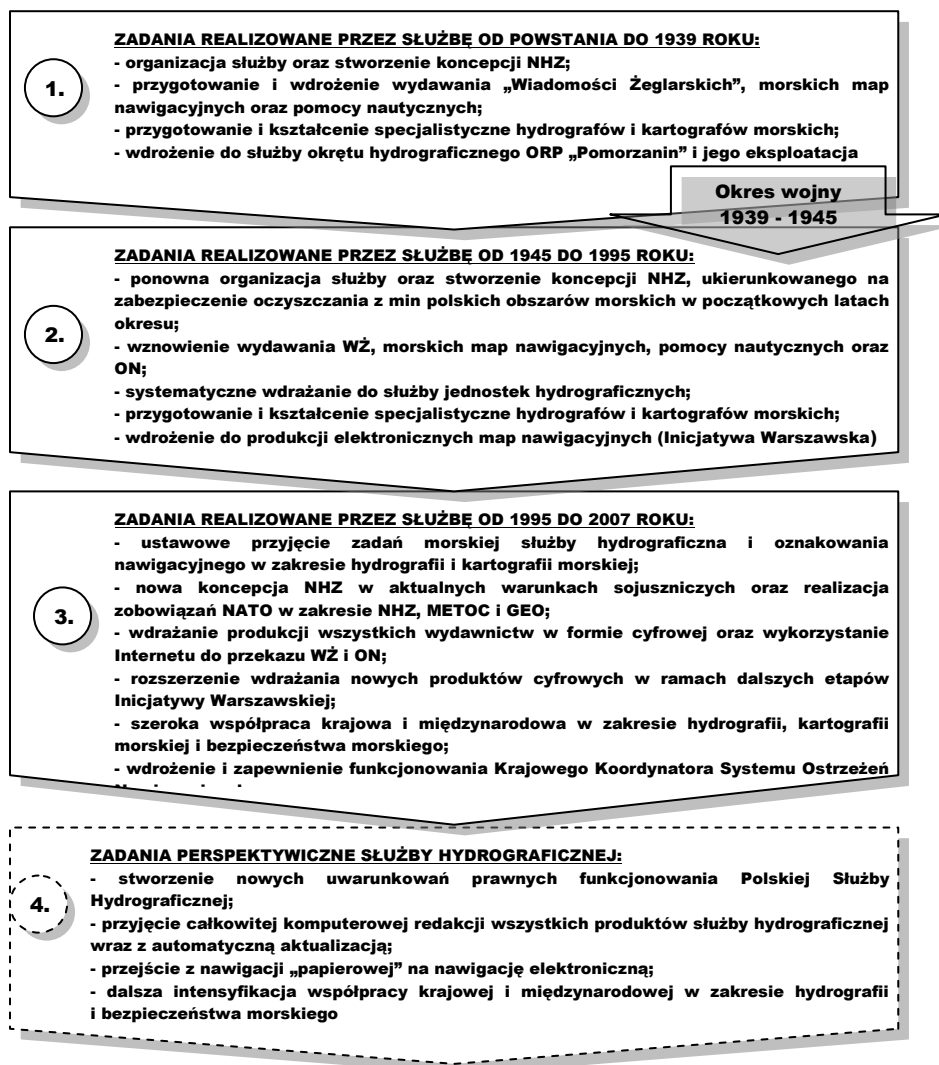 ZADANIA REALIZOWANE PRZEZ SŁUŻBĘ OD POWSTANIA DO 1939 ROKU:
- organizacja służby oraz stworzenie koncepcji NHZ;
1.
- przygotowanie i wdrożenie wydawania „Wiadomości Żeglarskich”, morskich map
nawigacyjnych oraz pomocy nautycznych;
- przygotowanie i kształcenie specjalistyczne hydrografów i kartografów morskich;
- wdrożenie do służby okrętu hydrograficznego ORP „Pomorzanin” i jego eksploatacja
Okres wojny
1939 - 1945
ZADANIA REALIZOWANE PRZEZ SŁUŻBĘ OD 1945 DO 1995 ROKU:
- ponowna organizacja służby oraz stworzenie koncepcji NHZ, ukierunkowanego na
zabezpieczenie oczyszczania z min polskich obszarów morskich w początkowych latach
okresu;
2.
- wznowienie wydawania WŻ, morskich map nawigacyjnych, pomocy nautycznych oraz
ON;
- systematyczne wdrażanie do służby jednostek hydrograficznych;
- przygotowanie i kształcenie specjalistyczne hydrografów i kartografów morskich;
- wdrożenie do produkcji elektronicznych map nawigacyjnych (Inicjatywa Warszawska)
ZADANIA REALIZOWANE PRZEZ SŁUŻBĘ OD 1995 DO 2007 ROKU:
- ustawowe przyjęcie zadań morskiej służby hydrograficzna i oznakowania
nawigacyjnego w zakresie hydrografii i kartografii morskiej;
- nowa koncepcja NHZ w aktualnych warunkach sojuszniczych oraz realizacja
zobowiązań NATO w zakresie NHZ, METOC i GEO;
3.
- wdrażanie produkcji wszystkich wydawnictw w formie cyfrowej oraz wykorzystanie
Internetu do przekazu WŻ i ON;
- rozszerzenie wdrażania nowych produktów cyfrowych w ramach dalszych etapów
Inicjatywy Warszawskiej;
- szeroka współpraca krajowa i międzynarodowa w zakresie hydrografii, kartografii
morskiej i bezpieczeństwa morskiego;
- wdrożenie i zapewnienie funkcjonowania Krajowego Koordynatora Systemu Ostrzeżeń
ZADANIA PERSPEKTYWICZNE SŁUŻBY HYDROGRAFICZNEJ:
- stworzenie nowych uwarunkowań prawnych funkcjonowania Polskiej Służby
Hydrograficznej;
4.
- przyjęcie całkowitej komputerowej redakcji wszystkich produktów służby hydrograficznej
wraz z automatyczną aktualizacją;
- przejście z nawigacji „papierowej” na nawigację elektroniczną;
- dalsza intensyfikacja współpracy krajowej i międzynarodowej w zakresie hydrografii
i bezpieczeństwa morskiego